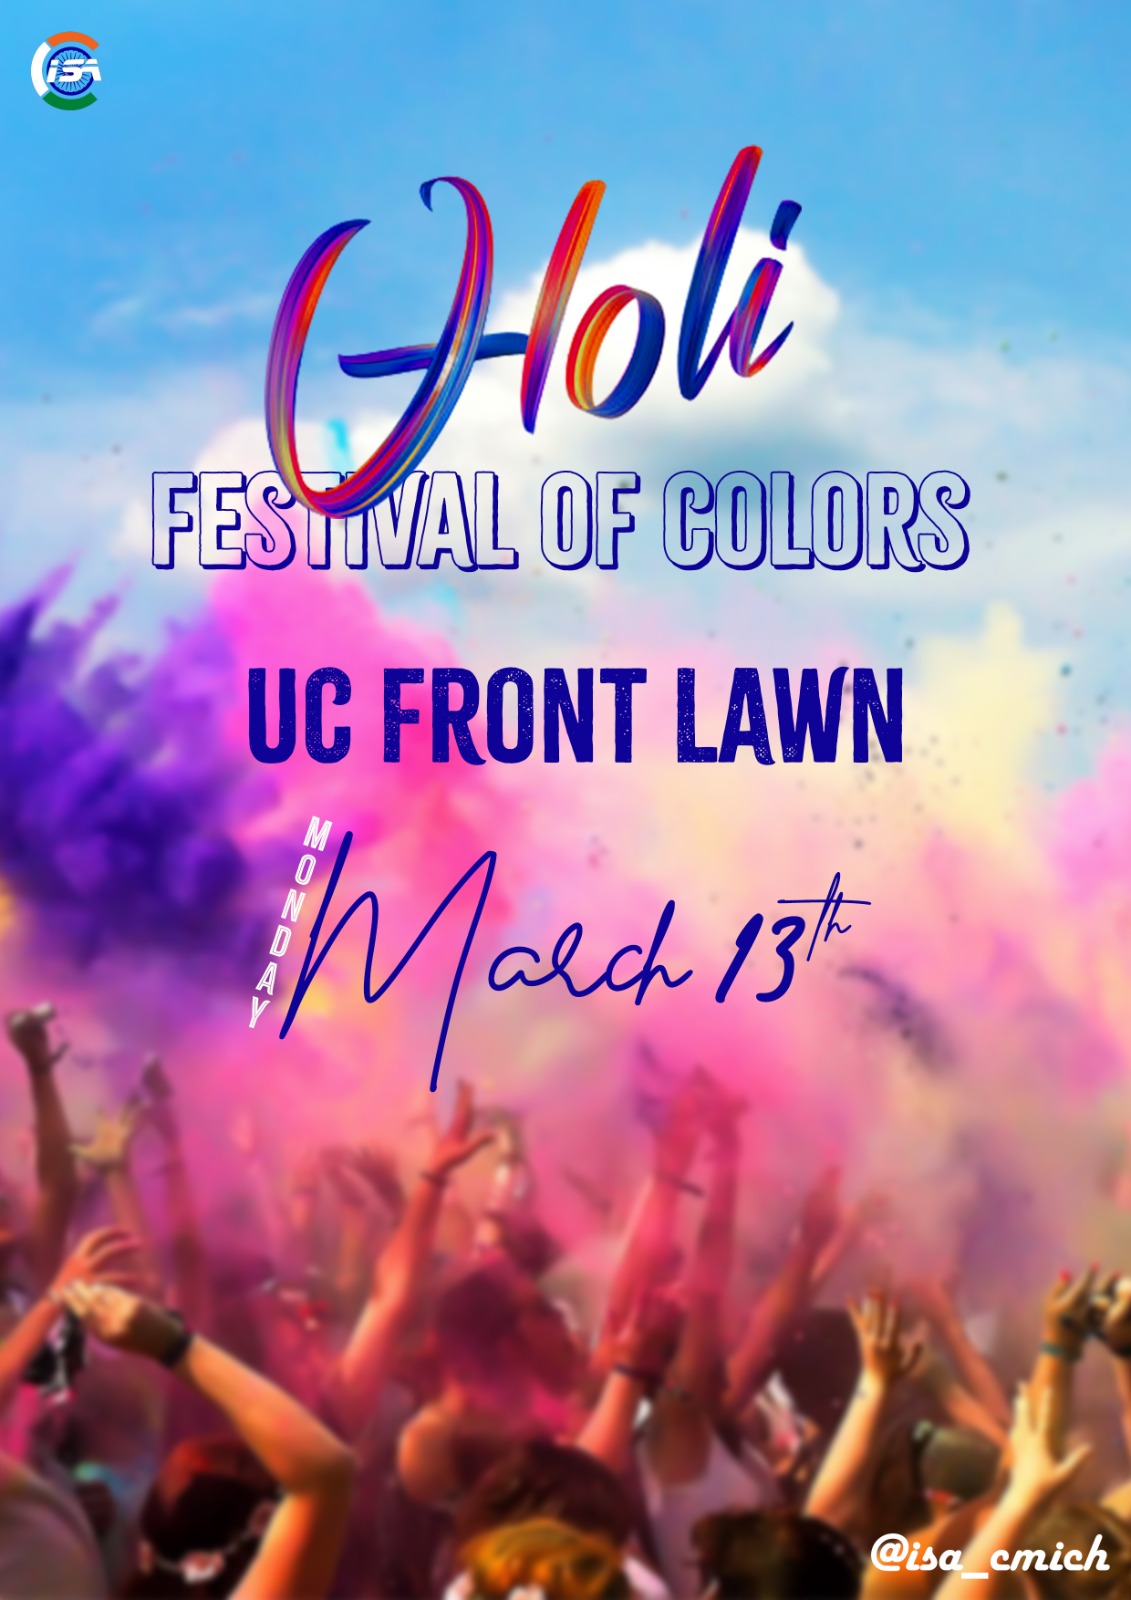 iSA
Holi
FESTIVAL OF COLORS
UC FRONT LAWN
MONDAY
March 13th
@isa_cmich